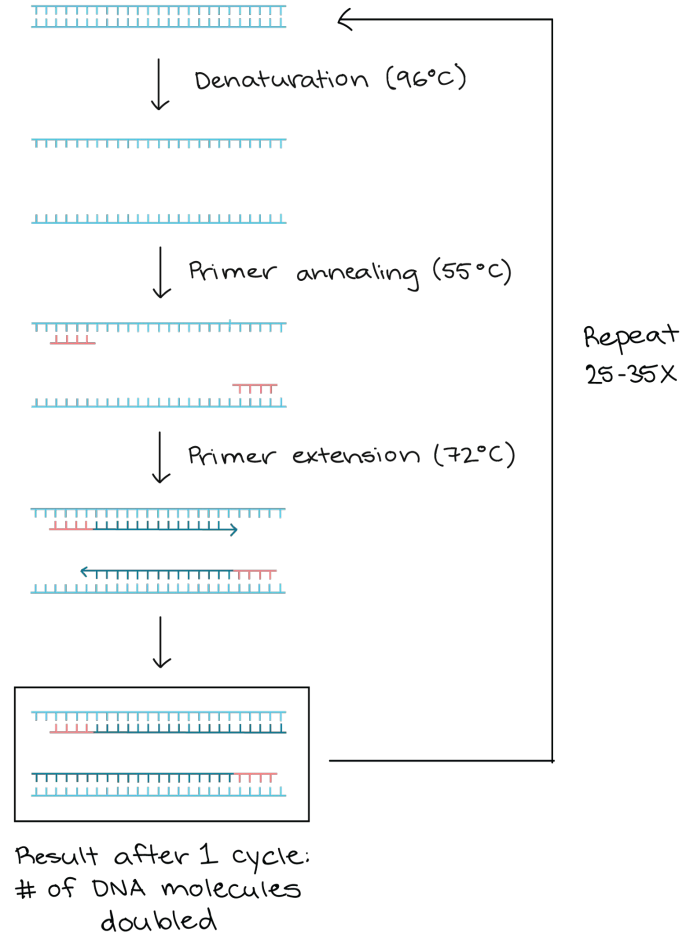 Denaturation (96°C)
Primer annealing (55°C)
Repeat
25-35X
Primer extension (72°C)
Result after 1 cycle:
# of DNA molecules
doubled